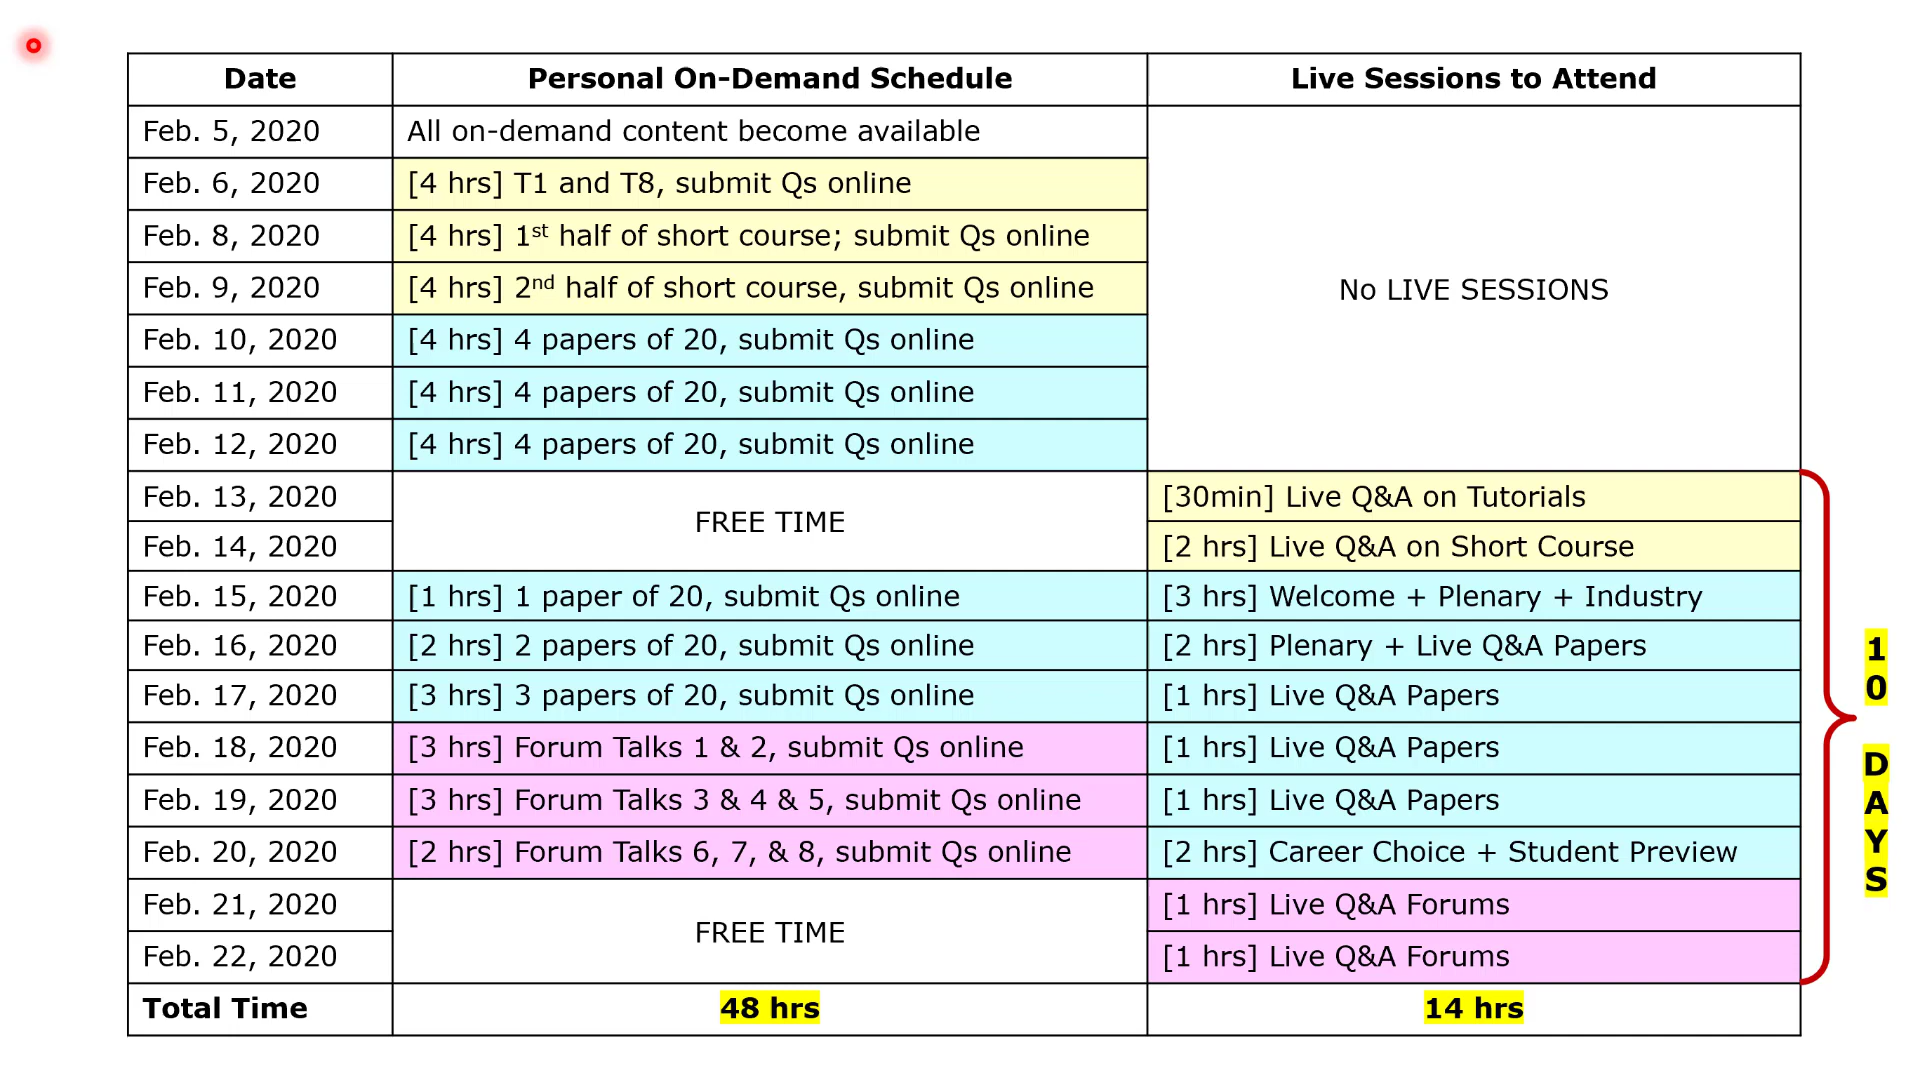 Date Personal On-Demand Schedule Live Sessions to Attend
Feb. 5, 2020 All on-demand content become available
Feb. 6, 2020 [4 hrs] T1 and T8, submit Qs online
Feb. 8, 2020 [4 hrs] 1st half of short course; submit Qs online
Feb. 9, 2020 [4 hrs] 2nd half of short course, submit Qs online
No LIVE SESSIONS
Feb. 10, 2020 [4 hrs] 4 papers of 20, submit Qs online
Feb. 11, 2020 [4 hrs] 4 papers of 20, submit Qs online
Feb. 12, 2020 [4 hrs] 4 papers of 20, submit Qs online
Feb. 13, 2020 [30min] Live Q&A on Tutorials
FREE TIME
Feb. 14, 2020 [2 hrs] Live Q&A on Short Course
Feb. 15, 2020 [1 hrs] 1 paper of 20, submit Qs online [3 hrs] Welcome + Plenary + Industry
Feb. 16, 2020 [2 hrs] 2 papers of 20, submit Qs online [2 hrs] Plenary + Live Q&A Papers
Feb. 17, 2020 [3 hrs] 3 papers of 20, submit Qs online [1 hrs] Live Q&A Papers
Feb. 18, 2020 [3 hrs] Forum Talks 1 & 2, submit Qs online [1 hrs] Live Q&A Papers
Feb. 19, 2020 [3 hrs] Forum Talks 3 & 4 & 5, submit Qs online [1 hrs] Live Q&A Papers
Feb. 20, 2020 [2 hrs] Forum Talks 6, 7, & 8, submit Qs online [2 hrs] Career Choice + Student Preview
Feb. 21, 2020 [1 hrs] Live Q&A Forums
FREE TIME
Feb. 22, 2020 [1 hrs] Live Q&A Forums
Total Time 48 hrs 14 hrs
10 DAYS